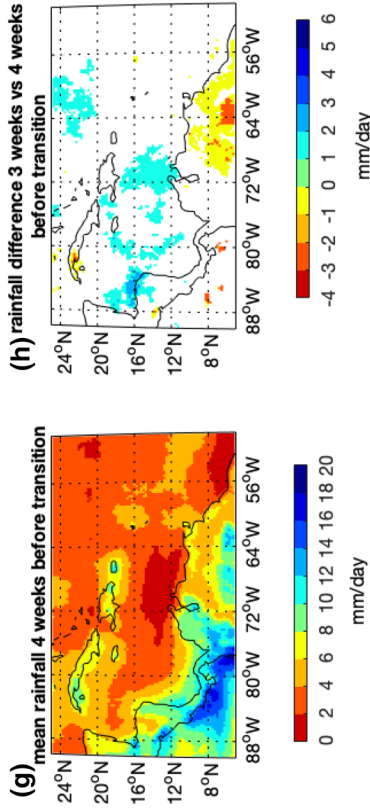 (g) mean rainfall 4 weeks before transition
24°N
20°N
16°N
12°N
8°N
88°W 80°W 72°W 64°W 56°W
0 2 4 6 8 10 12 14 16 18 20
mm/day
(h) rainfall difference 3 weeks vs 4 weeks
before transition
24°N
20°N
16°N
12°N
8°N
88°W 80°W 72°W 64°W 56°W
−4 −3 −2 −1 0 1 2 3 4 5 6
mm/day